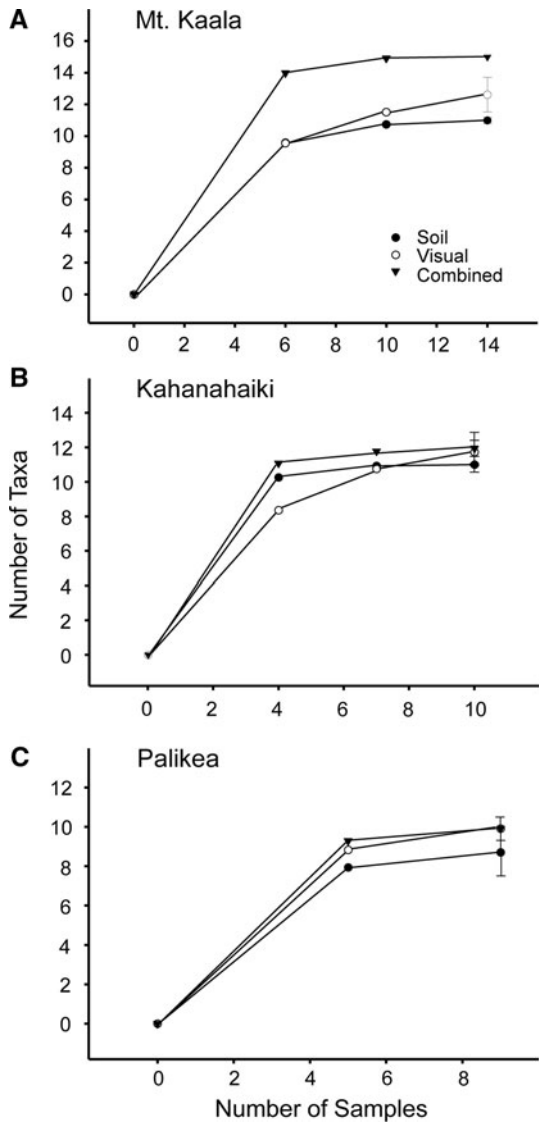 A Mt. Kaala
16
14
12
10
8
6
4
2
0
Soil
Visual
Combined
0 2 4 6 8 10 12 14
B Kahanahaiki
14
12
10
8
6
4
2
0
0 2 4 6 8 10
Number of Taxa
C Palikea
12
10
8
6
4
2
0
0 2 4 6 8
Number of Samples